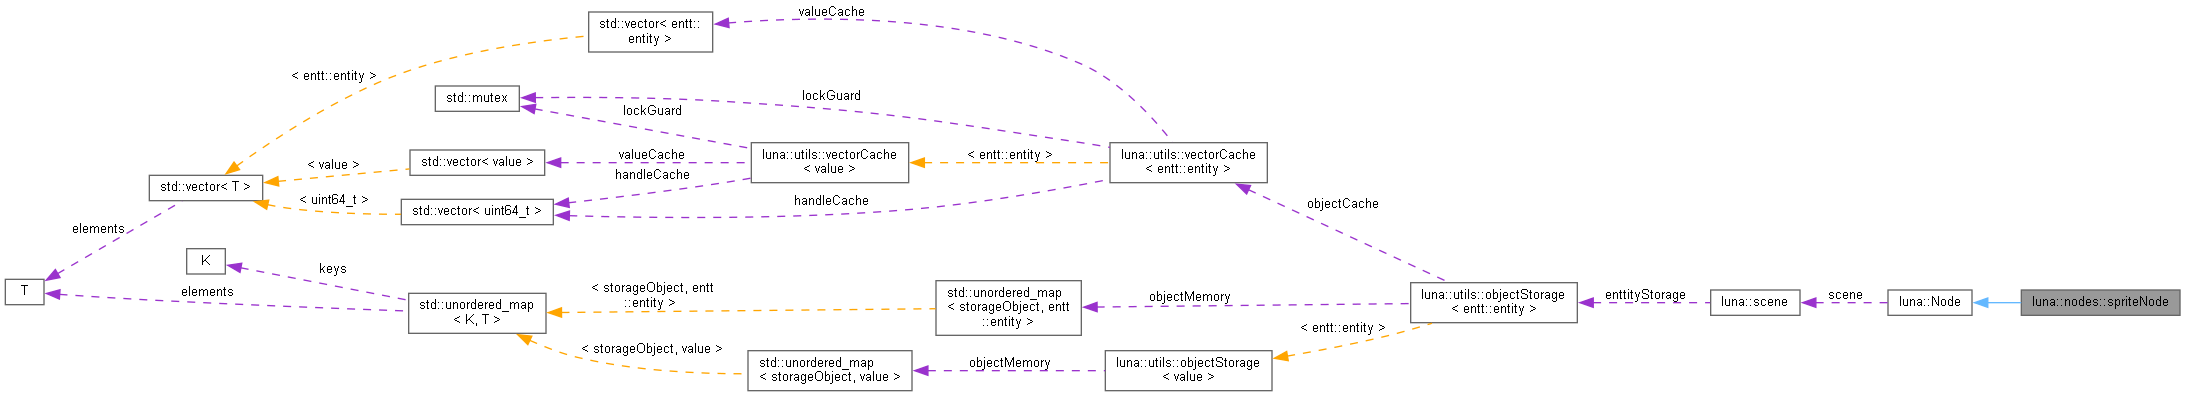 valueCache
std::vector< entt::
entity >
< entt::entity >
std::mutex
lockGuard
lockGuard
std::vector< value >
< value >
valueCache
luna::utils::vectorCache
< value >
< entt::entity >
luna::utils::vectorCache
< entt::entity >
handleCache
std::vector< T >
< uint64_t >
std::vector< uint64_t >
handleCache
objectCache
elements
K
keys
T
elements
std::unordered_map
< K, T >
< storageObject, entt
::entity >
std::unordered_map
< storageObject, entt
::entity >
objectMemory
luna::utils::objectStorage
< entt::entity >
enttityStorage
luna::scene
scene
luna::Node
luna::nodes::spriteNode
< entt::entity >
< storageObject, value >
std::unordered_map
< storageObject, value >
objectMemory
luna::utils::objectStorage
< value >